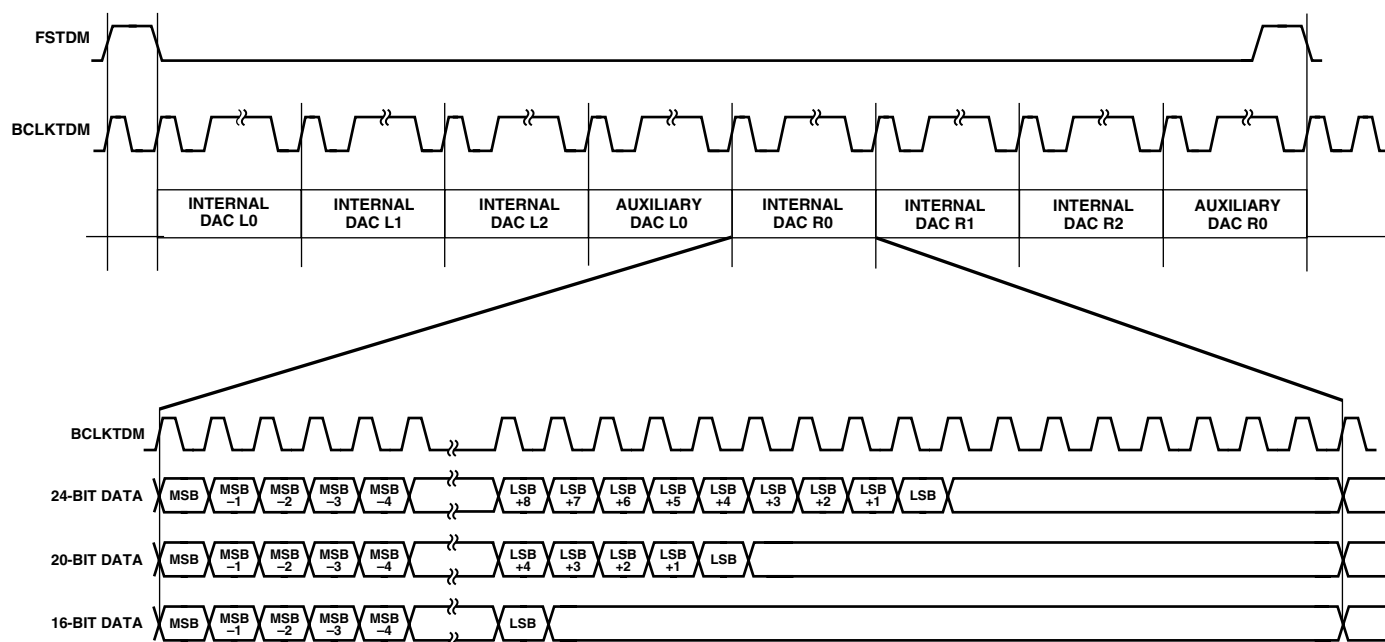 FSTDM
BCLKTDM
INTERNAL DAC L0
INTERNAL DAC L1
INTERNAL DAC L2
AUXILIARY DAC L0
INTERNAL DAC R0
INTERNAL DAC R1
INTERNAL DAC R2
AUXILIARY DAC R0
BCLKTDM
24-BIT DATA MSB MSB –1 MSB –2 MSB –3 MSB –4 LSB +8 LSB +7 LSB +6 LSB +5 LSB +4 LSB +3 LSB +2 LSB +1 LSB
20-BIT DATA MSB MSB –1 MSB –2 MSB –3 MSB –4 LSB +4 LSB +3 LSB +2 LSB +1 LSB
16-BIT DATA MSB MSB –1 MSB –2 MSB –3 MSB –4 LSB